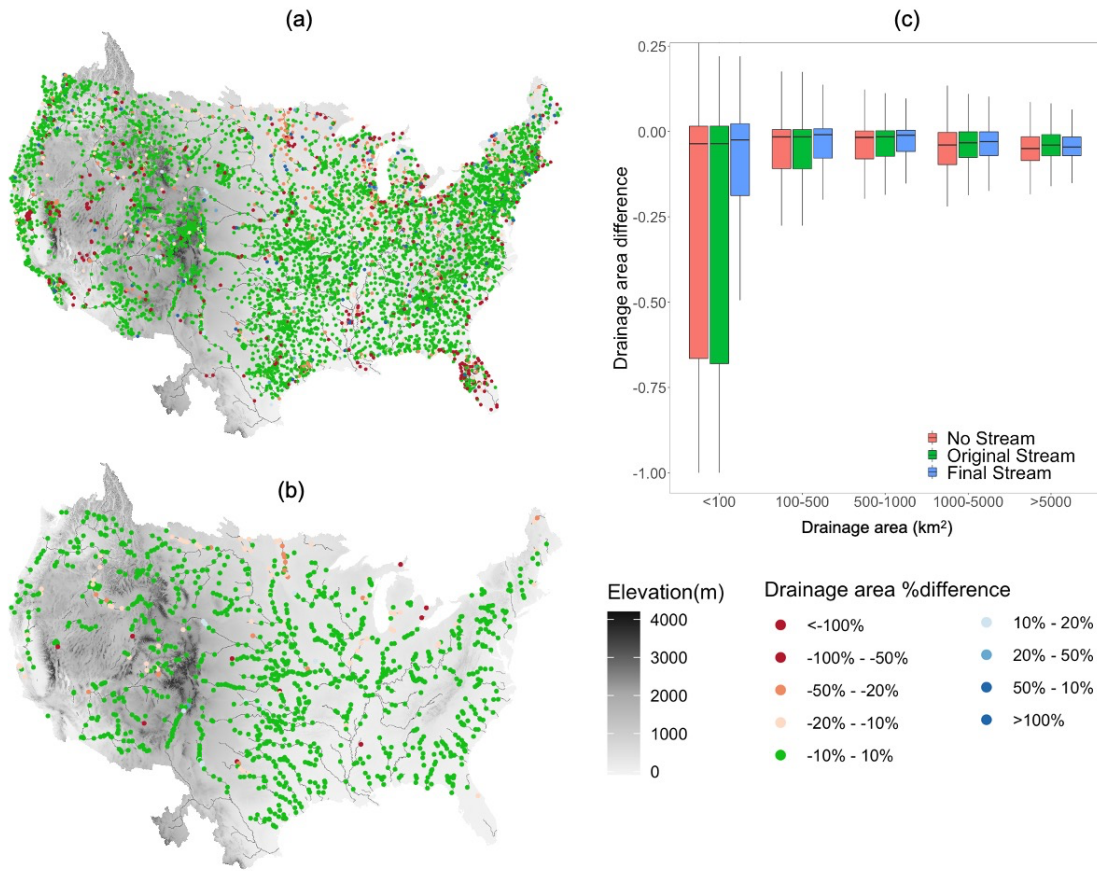 (a)
(b)
(c)
0.25
0.00
-0.25
-0.50
-0.75
-1.00
Drainage area difference
No Stream
Original Stream
Final Stream
<100 100-500 500-1000 1000-5000 >5000
Drainage area (km²)
Elevation(m)
4000
3000
2000
1000
0
Drainage area %difference
<-100%
-100% - -50%
-50% - -20%
-20% - -10%
-10% - 10%
10% - 20%
20% - 50%
50% - 10%
>100%